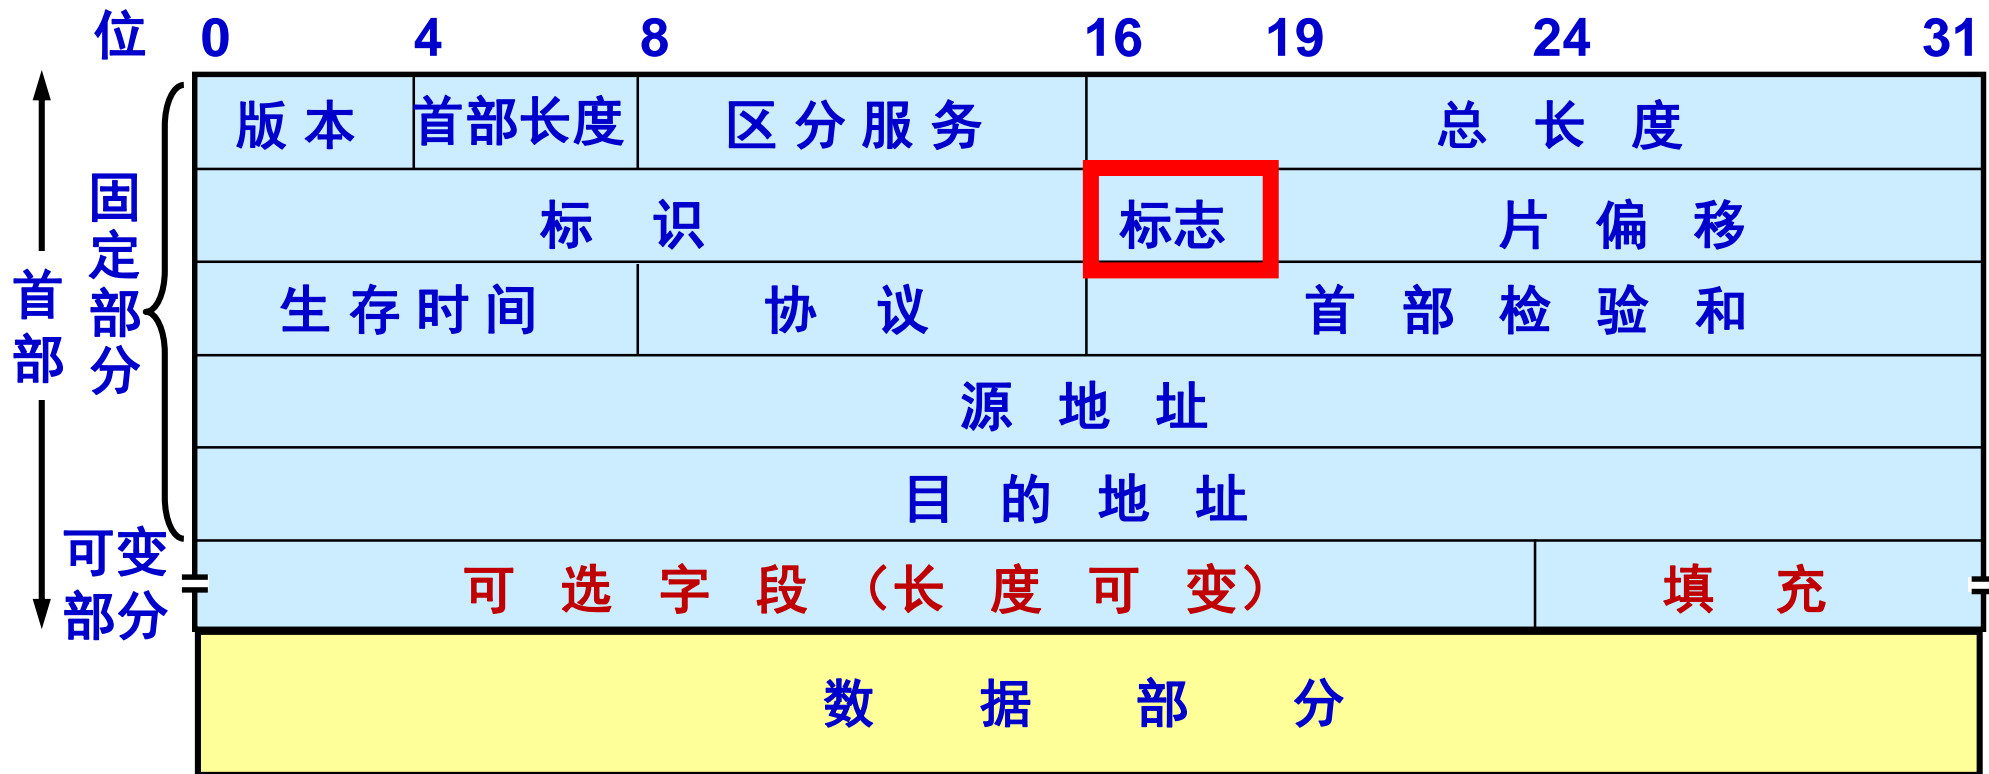 位 0 4 8 16 19 24 31
版本 首部长度 区分服务 总长度
标识 标志 片偏移
生存时间 协议 首部检验和
源地址
目的地址
可选字段（长度可变） 填充
数据部分
首部
固定部分
可变
部分